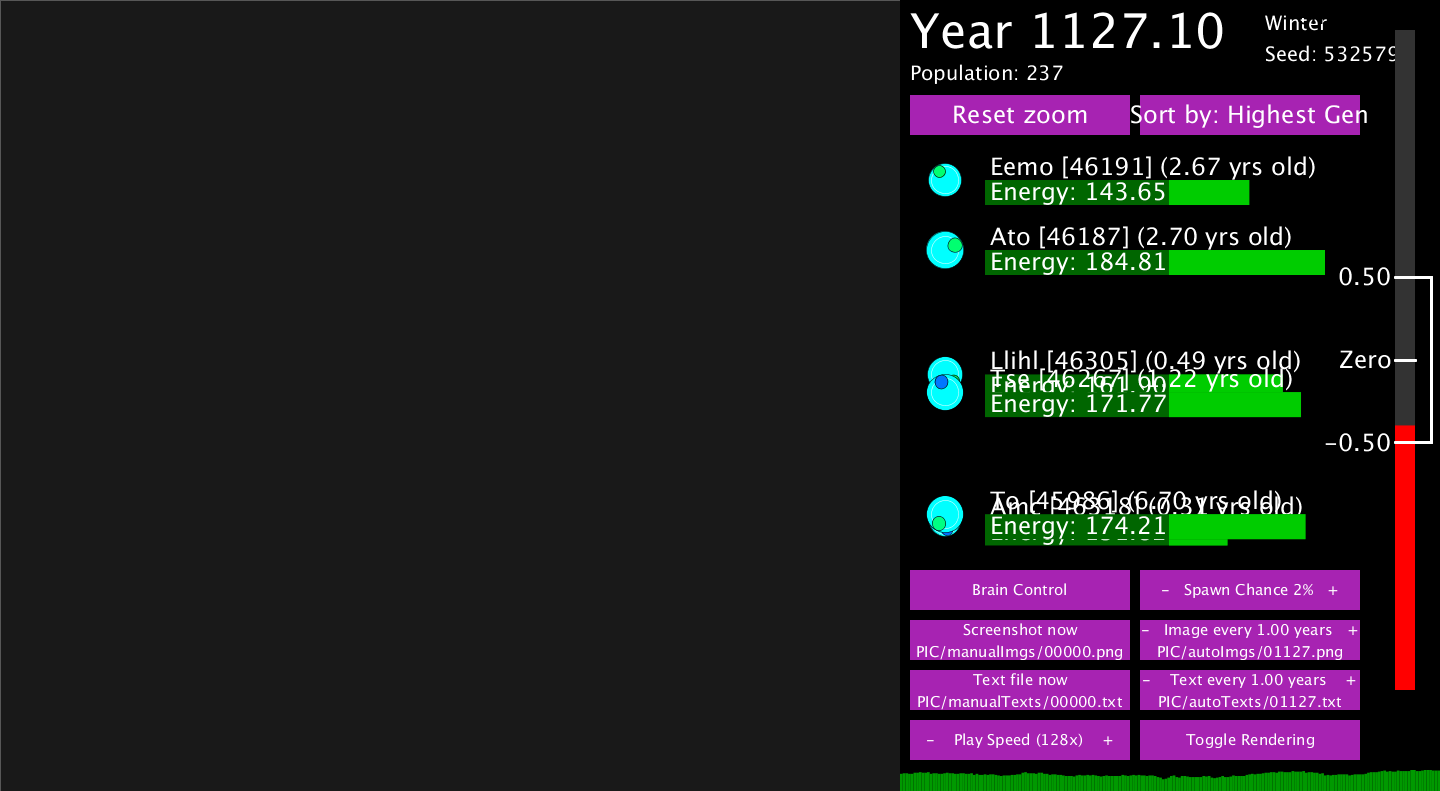 Year 1127.10
Winter
Seed: 532579
Population: 237
Reset zoom
Sort by: Highest Gen
Eemo [46191] (2.67 yrs old)
Energy: 143.65
Ato [46187] (2.70 yrs old)
Energy: 184.81
0.50
Llihl [46305] (0.49 yrs old)
Zero
Tse [46267] (1.22 yrs old)
Energy: 171.77
-0.50
To [45986] (6.70 yrs old)
Amc [46318] (0.31 yrs old)
Energy: 174.21
Brain Control
- Spawn Chance 2% +
Screenshot now
PIC/manualImgs/00000.png
- Image every 1.00 years +
PIC/autoImgs/01127.png
Text file now
PIC/manualTexts/00000.txt
- Text every 1.00 years +
PIC/autoTexts/01127.txt
- Play Speed (128x) +
Toggle Rendering